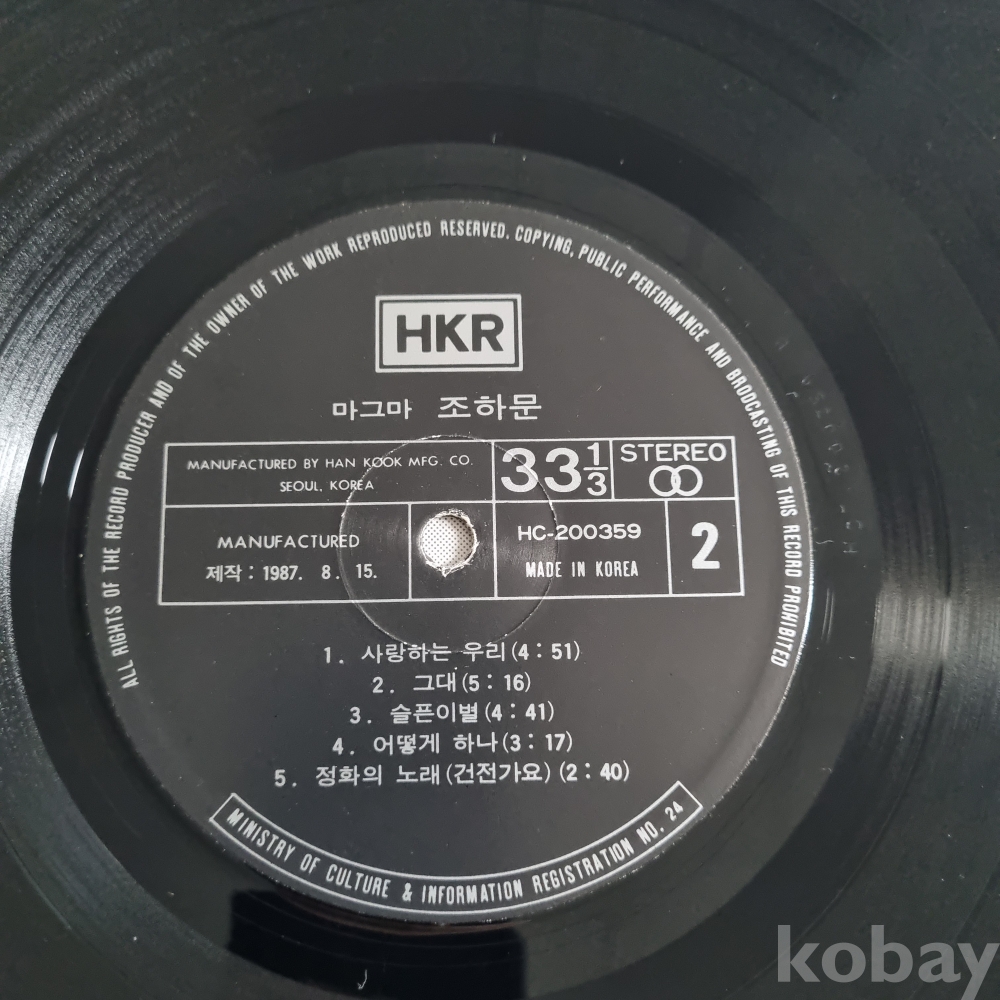 ALL RIGHTS OF THE RECORD PRODUCER AND OF THE OWNER OF THE WORK REPRODUCED RESERVED. COPYING, PUBLIC PERFORMANCE AND BRODCASTING OF THIS RECORD PROHIBITED
HKR
마그마 조하문
MANUFACTURED BY HAN KOOK MFG. CO.
SEOUL, KOREA
33 1/3
STEREO
MANUFACTURED
제작 : 1987. 8. 15.
HC-200359
MADE IN KOREA
2
1. 사랑하는 우리(4 : 51)
2. 그대(5 : 16)
3. 슬픈이별(4 : 41)
4. 어떻게 하나(3 : 17)
5. 정화의 노래(건전가요)(2 : 40)
MINISTRY OF CULTURE & INFORMATION REGISTRATION NO. 24
kobay